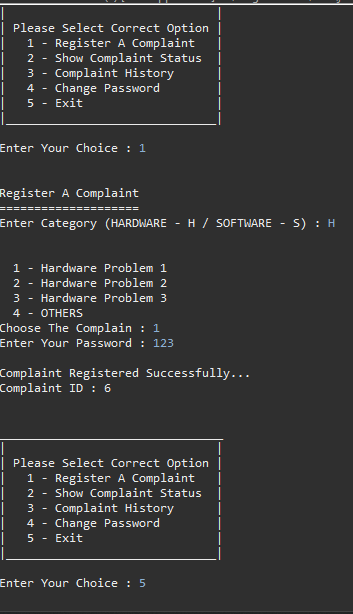 Please Select Correct Option
1 - Register A Complaint
2 - Show Complaint Status
3 - Complaint History
4 - Change Password
5 - Exit
Enter Your Choice : 1
Register A Complaint
====================
Enter Category (HARDWARE - H / SOFTWARE - S) : H
1 - Hardware Problem 1
2 - Hardware Problem 2
3 - Hardware Problem 3
4 - OTHERS
Choose The Complain : 1
Enter Your Password : 123
Complaint Registered Successfully...
Complaint ID : 6
Please Select Correct Option
1 - Register A Complaint
2 - Show Complaint Status
3 - Complaint History
4 - Change Password
5 - Exit
Enter Your Choice : 5